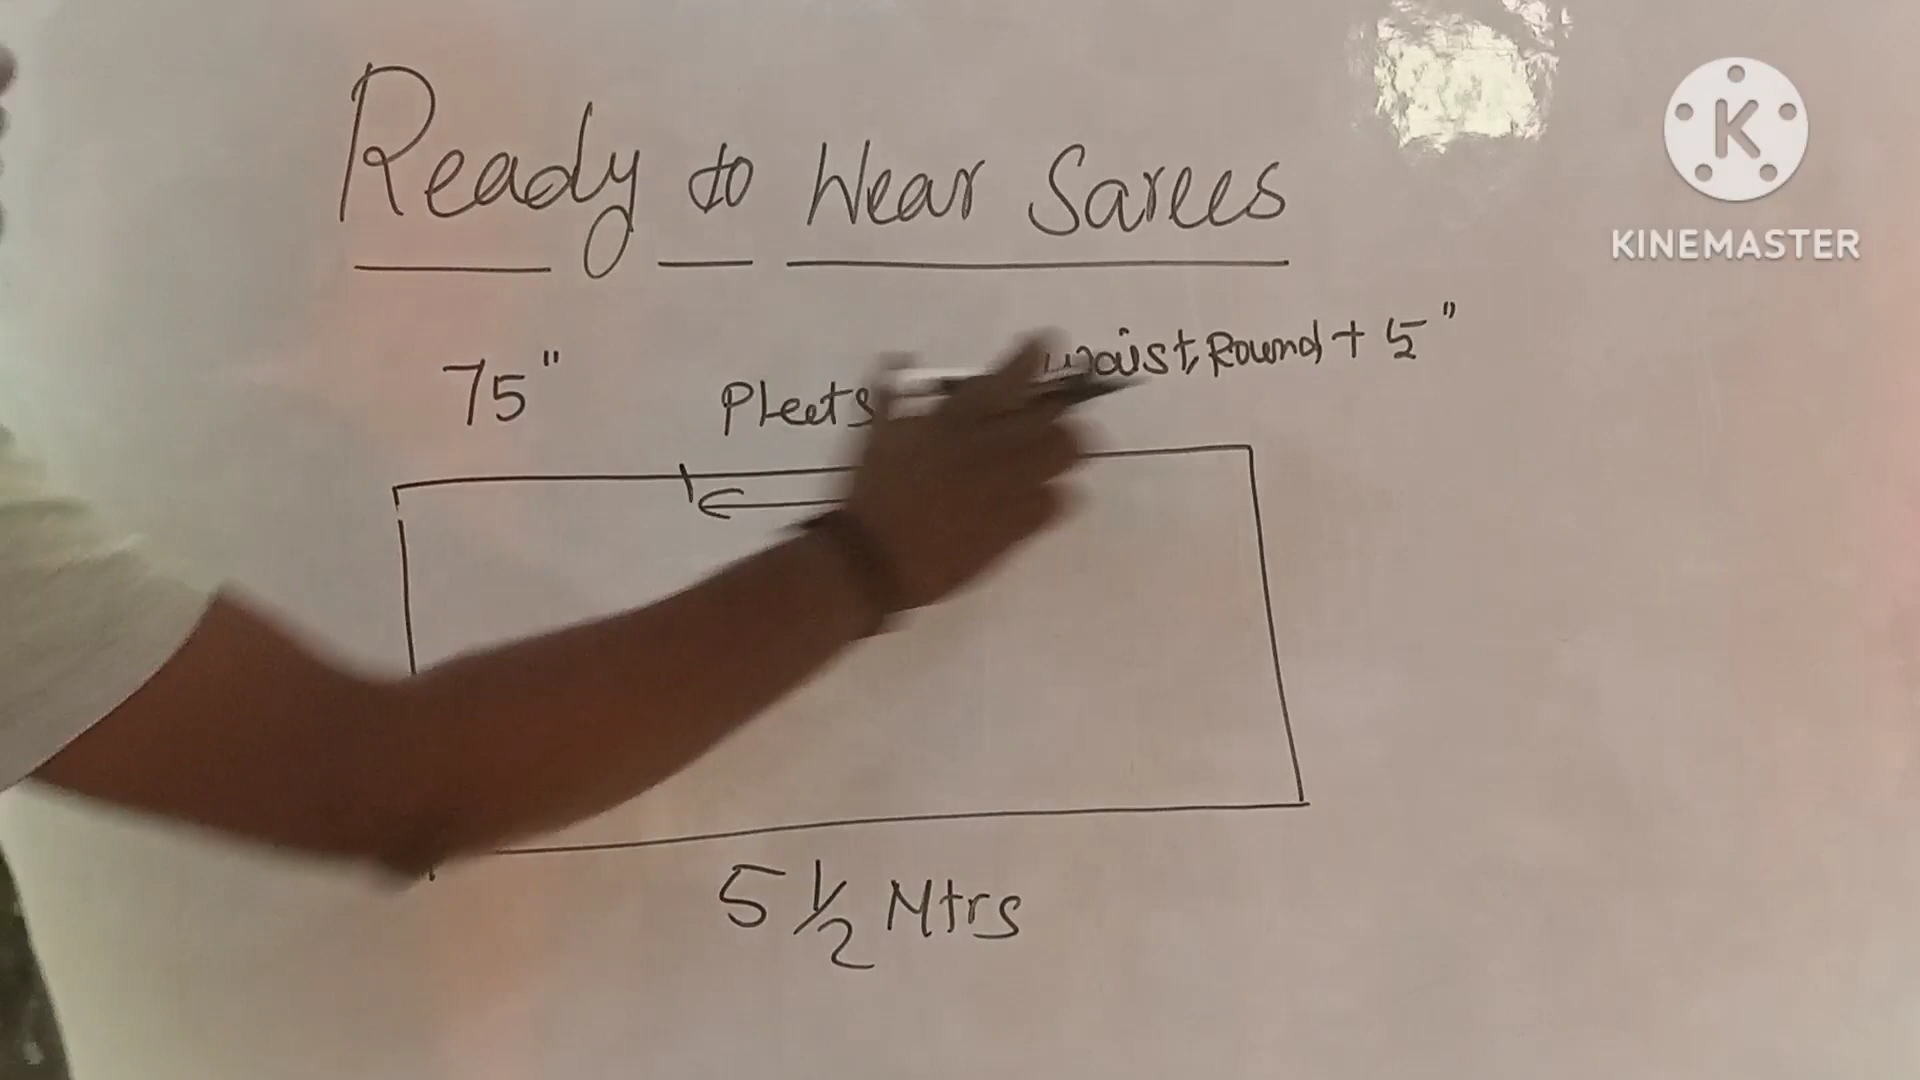 Ready to Wear Sarees
KINEMASTER
75" Pleets Waist Round + 5"
5 1/2 Mtrs